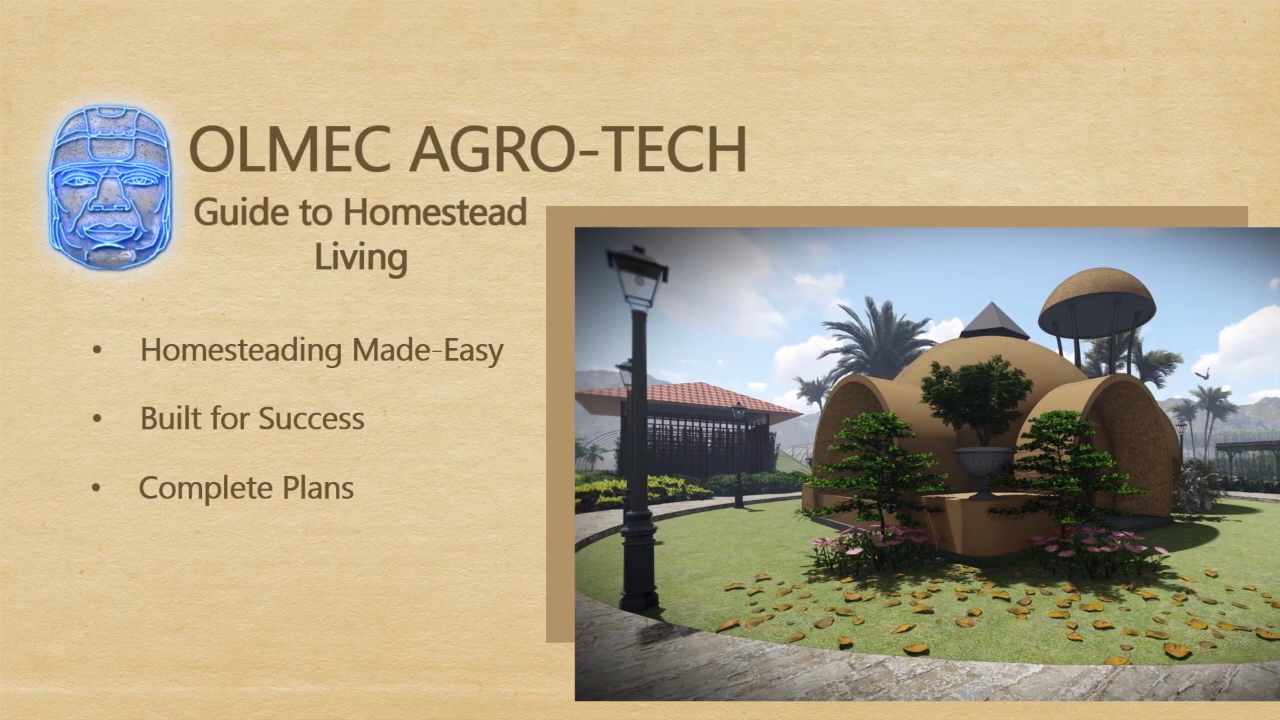 OLMEC AGRO-TECH
Guide to Homestead
Living
• Homesteading Made-Easy
• Built for Success
• Complete Plans